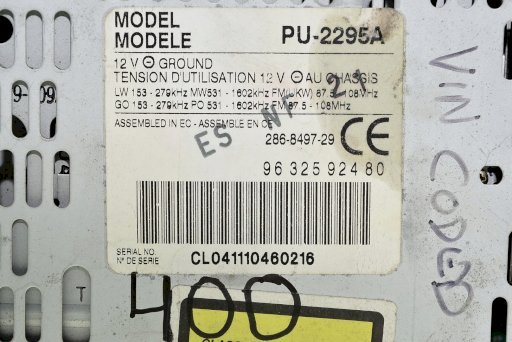 MODEL
MODELE PU-2295A
12 V ⊖ GROUND
TENSION D'UTILISATION 12 V ⊖ AU CHASSIS
LW 153 - 279kHz MW531 - 1602kHz FM(UKW) 87.5 - 108MHz
GO 153 - 279kHz PO 531 - 1602kHz FM 87.5 - 108MHz
ASSEMBLED IN EC - ASSEMBLE EN CE
286-8497-29 CE
96 325 924 80
SERIAL NO.
N° DE SERIE CL041110460216
ES
VIN CODED
400
T